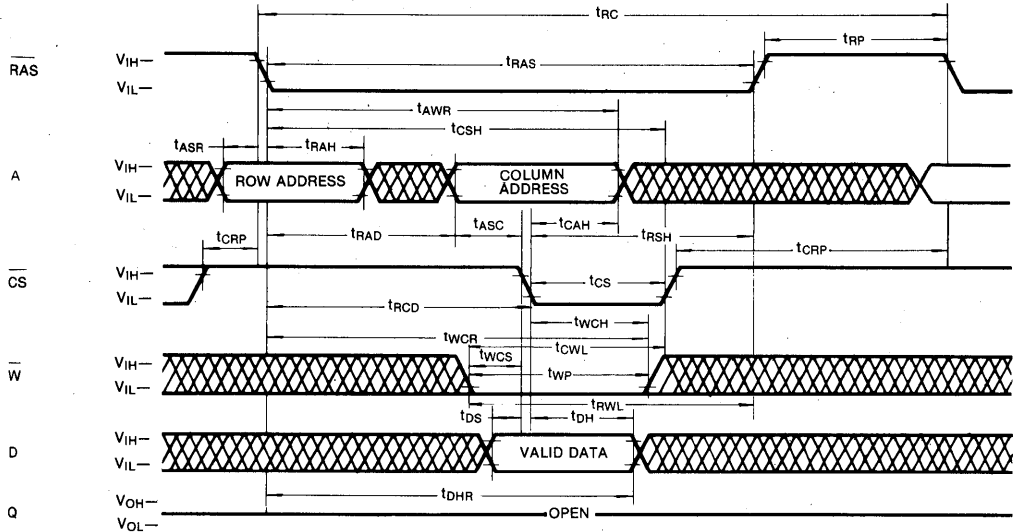 tRC
tRP
RAS
VIH—
VIL—
tRAS
tAWR
tCSH
tASR
tRAH
A
VIH—
VIL—
ROW ADDRESS
COLUMN
ADDRESS
tRAD
tASC
tCAH
tRSH
tCRP
tCRP
CS
VIH—
VIL—
tCS
tRCD
tWCH
tWCR
tCWL
tWCS
W
VIH—
VIL—
tWP
tRWL
tDS
tDH
D
VIH—
VIL—
VALID DATA
tDHR
Q
VOH—
VOL—
OPEN